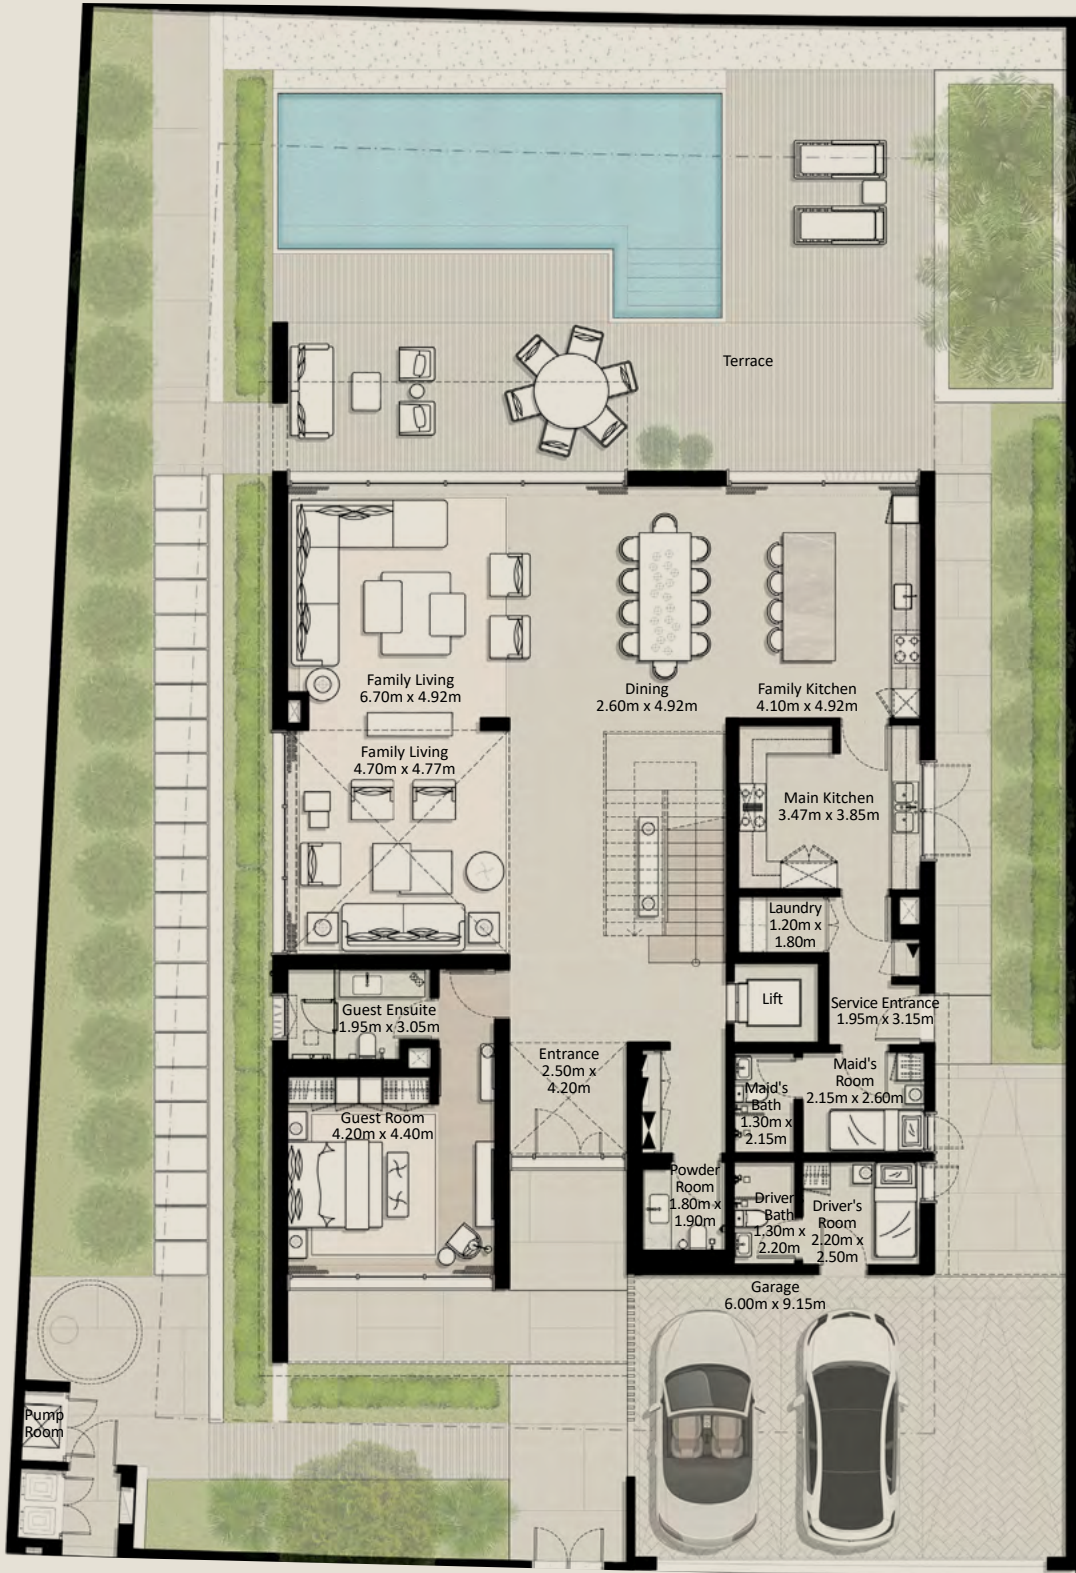 Terrace
Family Living
6.70m x 4.92m
Dining
2.60m x 4.92m
Family Kitchen
4.10m x 4.92m
Family Living
4.70m x 4.77m
Main Kitchen
3.47m x 3.85m
Laundry
1.20m x
1.80m
Lift
Service Entrance
1.95m x 3.15m
Guest Ensuite
1.95m x 3.05m
Entrance
2.50m x
4.20m
Maid's
Room
2.15m x 2.60m
Maid's
Bath
1.30m x
2.15m
Guest Room
4.20m x 4.40m
Powder
Room
1.80m x
1.90m
Driver
Bath
1.30m x
2.20m
Driver's
Room
2.20m x
2.50m
Garage
6.00m x 9.15m
Pump
Room